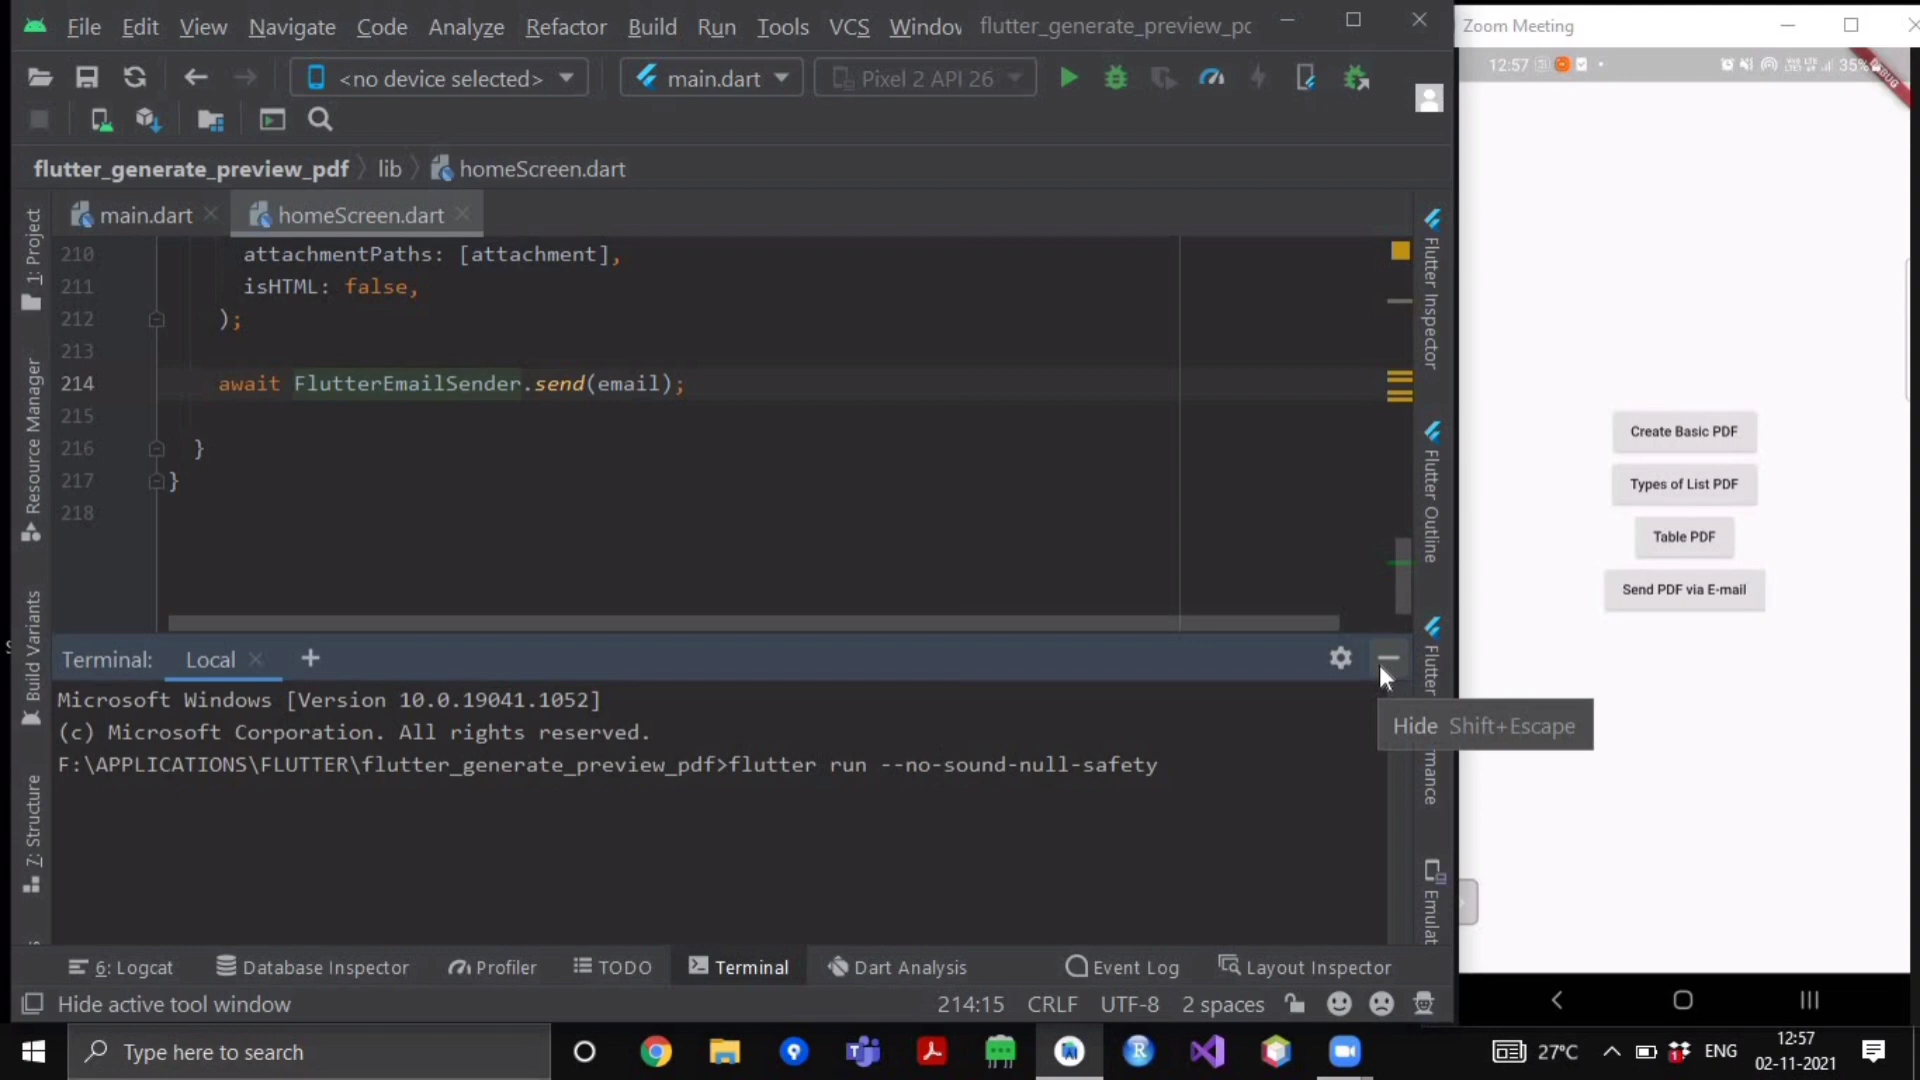 File Edit View Navigate Code Analyze Refactor Build Run Tools VCS Window flutter_generate_preview_pd
Zoom Meeting
<no device selected> main.dart Pixel 2 API 26
12:57 35%
DEBUG
flutter_generate_preview_pdf lib homeScreen.dart
main.dart homeScreen.dart
210 attachmentPaths: [attachment],
211 isHTML: false,
212 );
213
214 await FlutterEmailSender.send(email);
215
216 }
217 }
218
1: Project
Resource Manager
Build Variants
7: Structure
Flutter Inspector
Flutter Outline
Flutter
mance
Emulat
Create Basic PDF
Types of List PDF
Table PDF
Send PDF via E-mail
Terminal: Local
Hide Shift+Escape
Microsoft Windows [Version 10.0.19041.1052]
(c) Microsoft Corporation. All rights reserved.
F:\APPLICATIONS\FLUTTER\flutter_generate_preview_pdf>flutter run --no-sound-null-safety
6: Logcat Database Inspector Profiler TODO Terminal Dart Analysis Event Log Layout Inspector
Hide active tool window 214:15 CRLF UTF-8 2 spaces
Type here to search
27°C ENG 12:57
02-11-2021